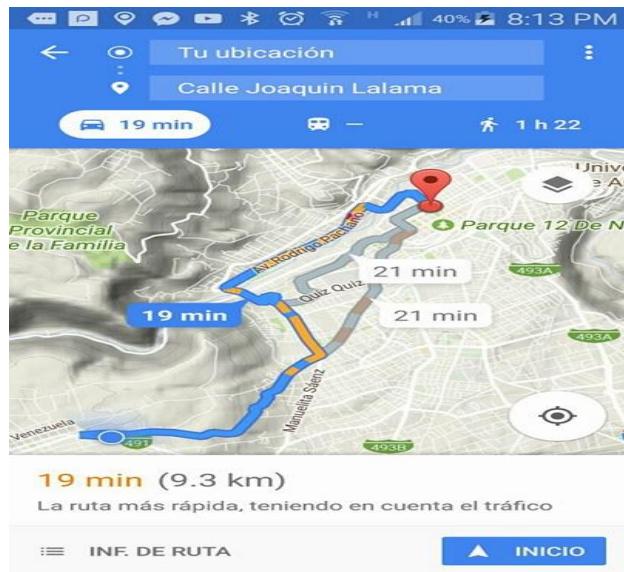 H 40% 8:13 PM
Tu ubicación
Calle Joaquin Lalama
19 min — 1 h 22
Univ
e A
Parque
Provincial
e la Familia
Parque 12 De N
Av. Rodrigo Pachano
493A
21 min
Quiz Quiz
19 min
21 min
493A
Manuelita Sáenz
Venezuela
491
493B
19 min (9.3 km)
La ruta más rápida, teniendo en cuenta el tráfico
INF. DE RUTA INICIO